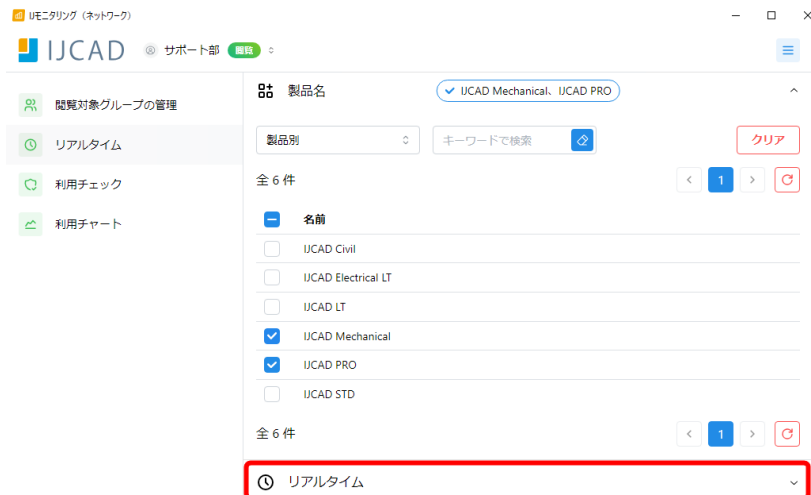 IJモニタリング（ネットワーク）
IJCAD サポート部 閲覧
製品名 IJCAD Mechanical、IJCAD PRO
閲覧対象グループの管理
リアルタイム
利用チェック
利用チャート
製品別 キーワードで検索 クリア
全 6 件 1
名前
IJCAD Civil
IJCAD Electrical LT
IJCAD LT
IJCAD Mechanical
IJCAD PRO
IJCAD STD
全 6 件 1
リアルタイム